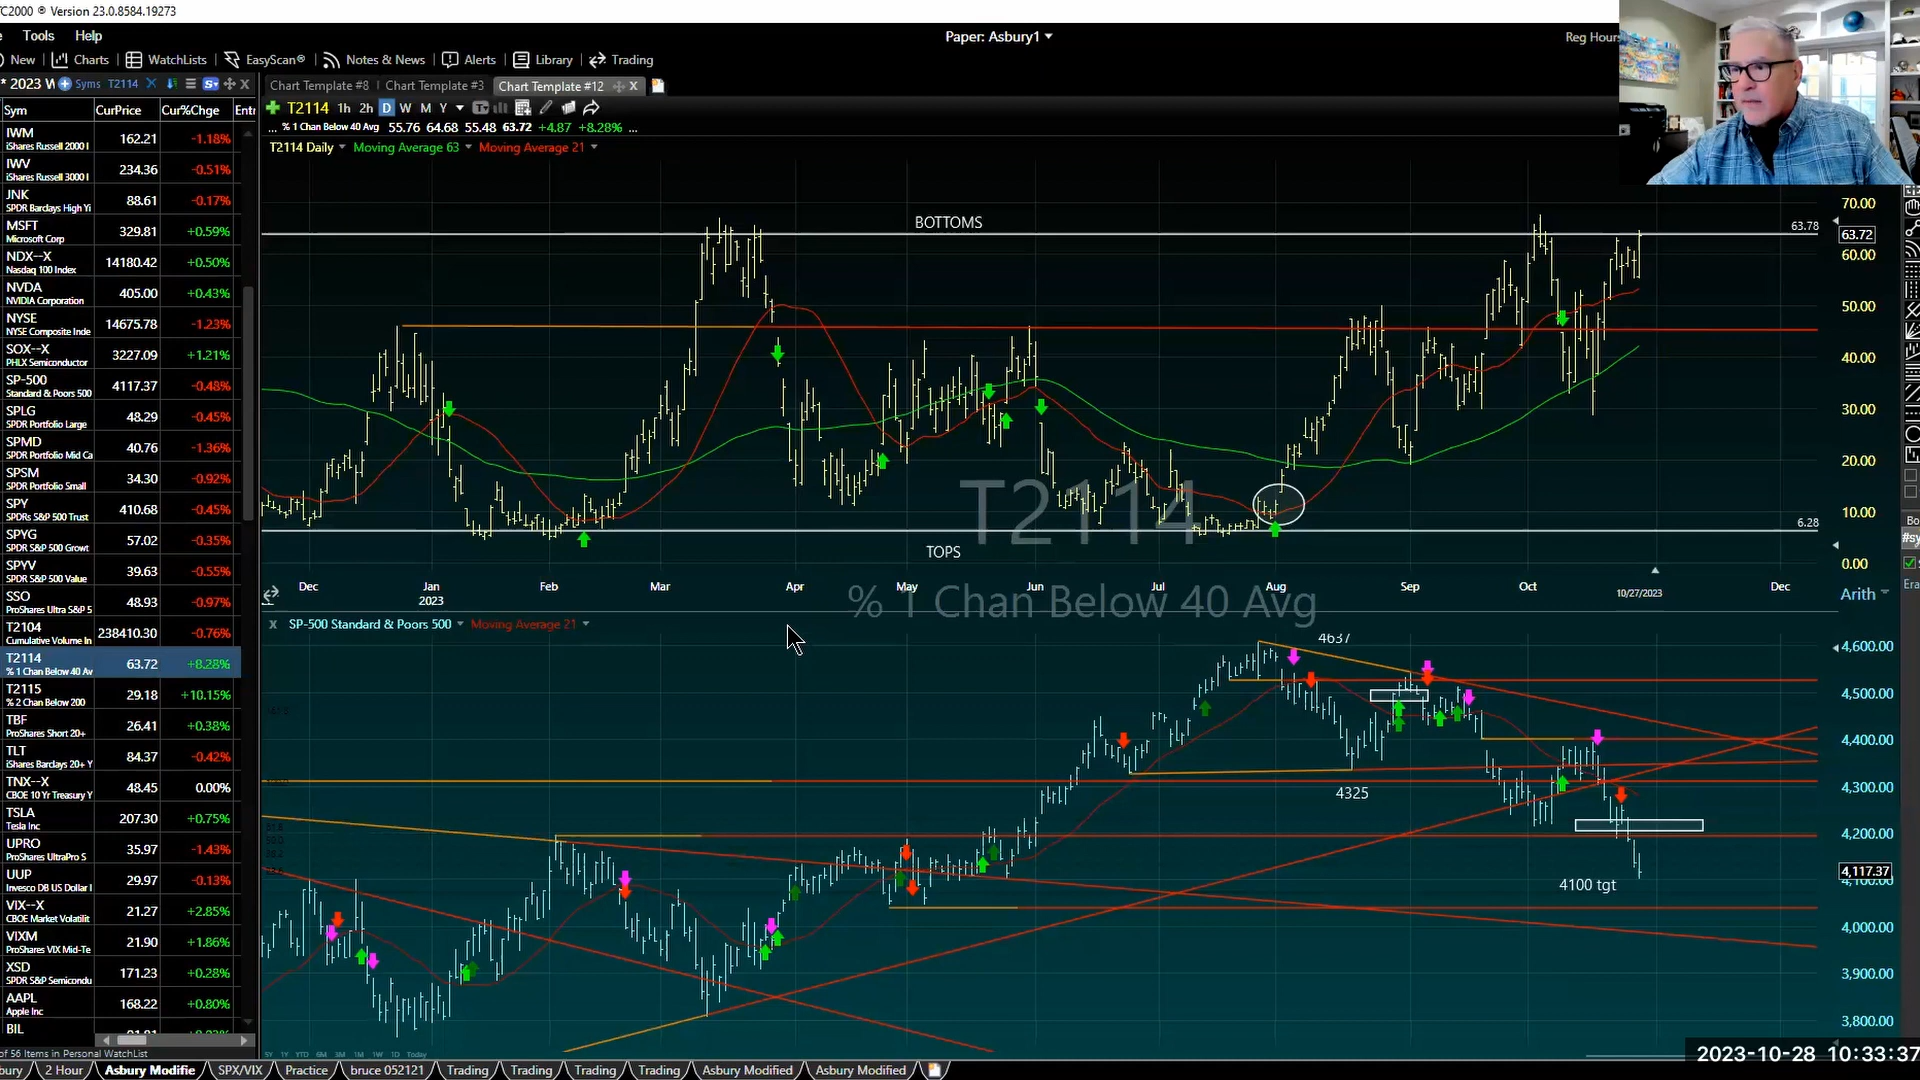 TC2000 ® Version 23.0.8584.19273
Tools Help
Paper: Asbury1
Reg Hours
New Charts WatchLists EasyScan® Notes & News Alerts Library Trading
* 2023 W Syms T2114
Chart Template #8 Chart Template #3 Chart Template #12
T2114 1h 2h D W M Y
... % 1 Chan Below 40 Avg 55.76 64.68 55.48 63.72 +4.87 +8.28% ...
T2114 Daily Moving Average 63 Moving Average 21
Sym CurPrice Cur%Chge Entr
IWM 162.21 -1.18%
iShares Russell 2000 I
IWV 234.36 -0.51%
iShares Russell 3000 I
JNK 88.61 -0.17%
SPDR Barclays High Yi
MSFT 329.81 +0.59%
Microsoft Corp
NDX--X 14180.42 +0.50%
Nasdaq 100 Index
NVDA 405.00 +0.43%
NVIDIA Corporation
NYSE 14675.78 -1.23%
NYSE Composite Inde
SOX--X 3227.09 +1.21%
PHLX Semiconductor
SP-500 4117.37 -0.48%
Standard & Poors 500
SPLG 48.29 -0.45%
SPDR Portfolio Large
SPMD 40.76 -1.36%
SPDR Portfolio Mid Ca
SPSM 34.30 -0.92%
SPDR Portfolio Small
SPY 410.68 -0.45%
SPDRs S&P 500 Trust
SPYG 57.02 -0.35%
SPDR S&P 500 Growt
SPYV 39.63 -0.55%
SPDR S&P 500 Value
SSO 48.93 -0.97%
ProShares Ultra S&P 5
T2104 238410.30 -0.76%
Cumulative Volume In
T2114 63.72 +8.28%
% 1 Chan Below 40 Av
T2115 29.18 +10.15%
% 2 Chan Below 200
TBF 26.41 +0.38%
ProShares Short 20+
TLT 84.37 -0.42%
iShares Barclays 20+ Y
TNX--X 48.45 0.00%
CBOE 10 Yr Treasury Y
TSLA 207.30 +0.75%
Tesla Inc
UPRO 35.97 -1.43%
ProShares UltraPro S
UUP 29.97 -0.13%
Invesco DB US Dollar I
VIX--X 21.27 +2.85%
CBOE Market Volatilit
VIXM 21.90 +1.86%
ProShares VIX Mid-Te
XSD 171.23 +0.28%
SPDR S&P Semicondu
AAPL 168.22 +0.80%
Apple Inc
BIL
of 56 Items in Personal WatchList
BOTTOMS
63.78
63.72
70.00
60.00
50.00
40.00
30.00
20.00
10.00
0.00
6.28
TOPS
T2114
% 1 Chan Below 40 Avg
Dec Jan Feb Mar Apr May Jun Jul Aug Sep Oct Dec
2023
10/27/2023
Arith
X SP-500 Standard & Poors 500 Moving Average 21
4637
4325
4100 tgt
4,600.00
4,500.00
4,400.00
4,300.00
4,200.00
4,117.37
4,100.00
4,000.00
3,900.00
3,800.00
5Y 1Y YTD 6M 3M 1M 1W 1D Today
2023-10-28 10:33:37
bury 2 Hour Asbury Modifie SPX/VIX Practice bruce 052121 Trading Trading Trading Trading Asbury Modified Asbury Modified